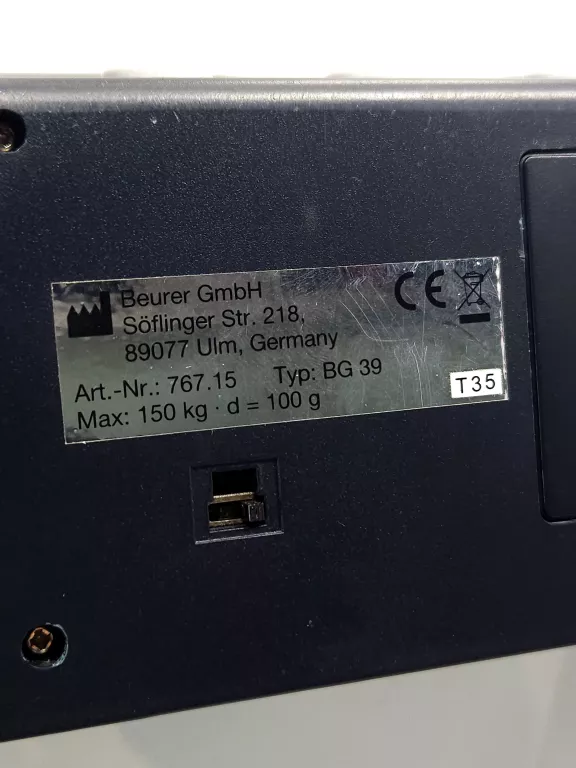 Beurer GmbH
Söflinger Str. 218,
89077 Ulm, Germany
Art.-Nr.: 767.15 Typ: BG 39
Max: 150 kg · d = 100 g
CE
T35